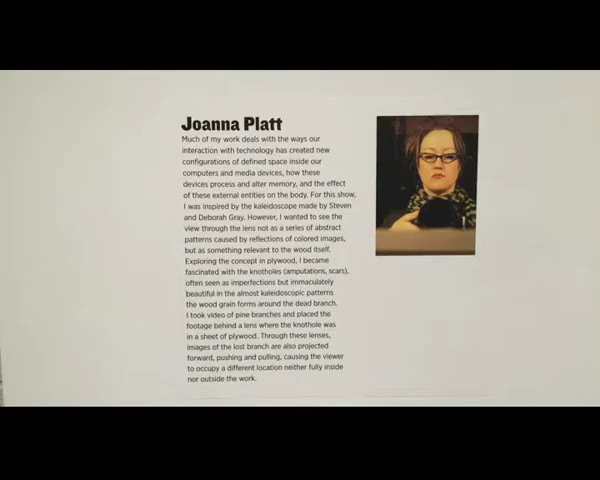 Joanna Platt
Much of my work deals with the ways our
interaction with technology has created new
configurations of defined space inside our
computers and media devices, how these
devices process and alter memory, and the effect
of these external entities on the body. For this show,
I was inspired by the kaleidoscope made by Steven
and Deborah Gray. However, I wanted to see the
view through the lens not as a series of abstract
patterns caused by reflections of colored images,
but as something relevant to the wood itself.
Exploring the concept in plywood, I became
fascinated with the knotholes (amputations, scars),
often seen as imperfections but immaculately
beautiful in the almost kaleidoscopic patterns
the wood grain forms around the dead branch.
I took video of pine branches and placed the
footage behind a lens where the knothole was
in a sheet of plywood. Through these lenses,
images of the lost branch are also projected
forward, pushing and pulling, causing the viewer
to occupy a different location neither fully inside
nor outside the work.